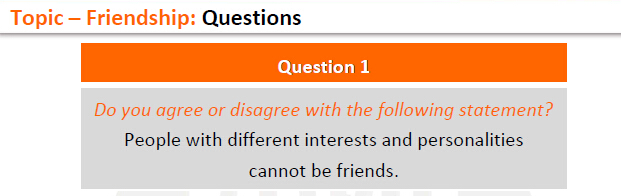 Topic – Friendship: Questions
Question 1
Do you agree or disagree with the following statement?
People with different interests and personalities
cannot be friends.